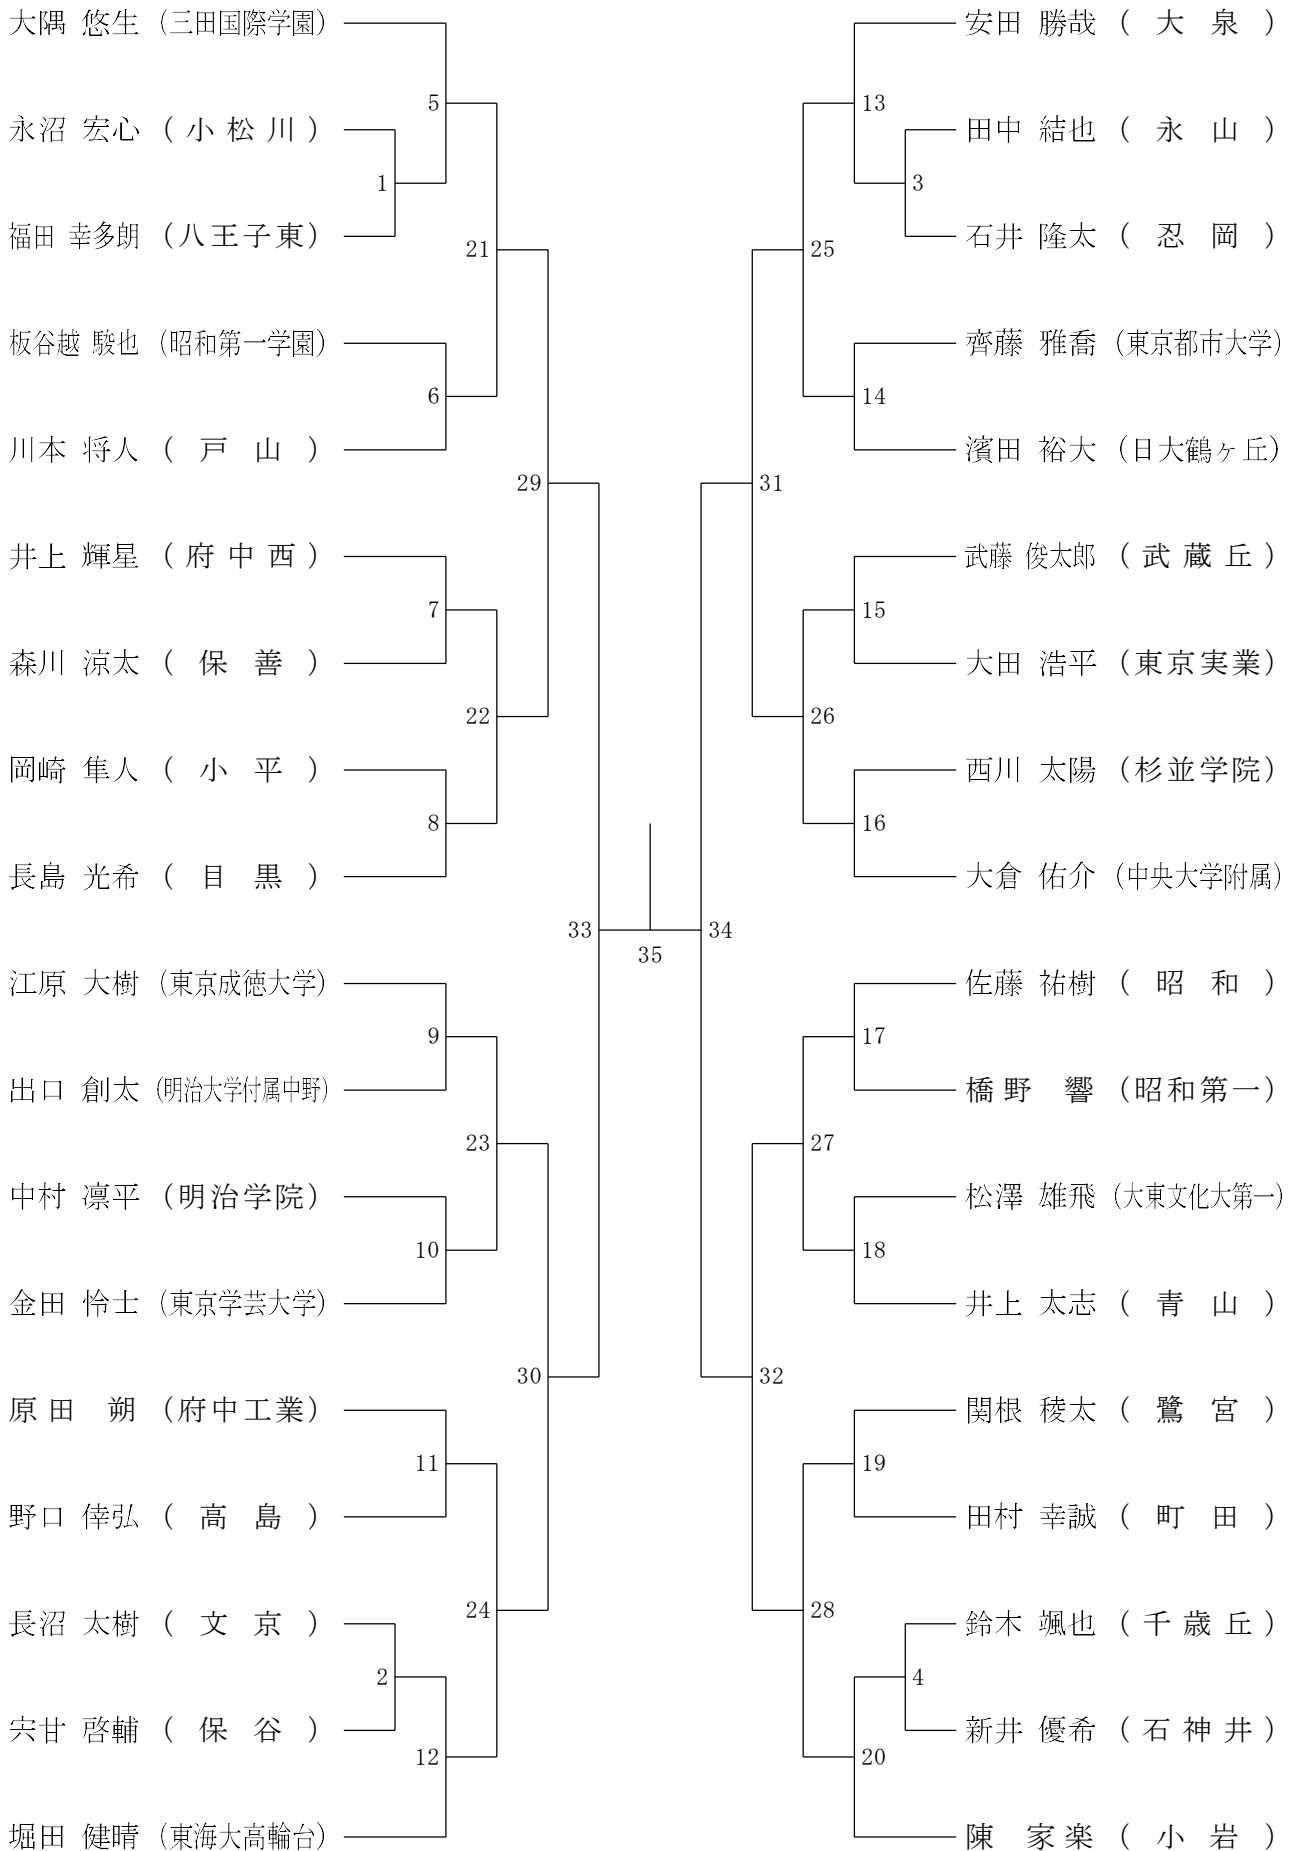 大隅 悠生 (三田国際学園)
5
永沼 宏心 (小松川)
1
福田 幸多朗 (八王子東)
21
板谷越 駿也 (昭和第一学園)
6
川本 将人 (戸山)
29
井上 輝星 (府中西)
7
森川 涼太 (保善)
22
岡崎 隼人 (小平)
8
長島 光希 (目黒)
33
江原 大樹 (東京成徳大学)
9
出口 創太 (明治大学付属中野)
23
中村 凛平 (明治学院)
10
金田 怜士 (東京学芸大学)
30
原田 朔 (府中工業)
11
野口 倖弘 (高島)
24
長沼 太樹 (文京)
2
宍甘 啓輔 (保谷)
12
堀田 健晴 (東海大高輪台)
35
安田 勝哉 (大泉)
13
田中 結也 (永山)
3
石井 隆太 (忍岡)
25
齊藤 雅喬 (東京都市大学)
14
濱田 裕大 (日大鶴ヶ丘)
31
武藤 俊太郎 (武蔵丘)
15
大田 浩平 (東京実業)
26
西川 太陽 (杉並学院)
16
大倉 佑介 (中央大学附属)
34
佐藤 祐樹 (昭和)
17
橋野 響 (昭和第一)
27
松澤 雄飛 (大東文化大第一)
18
井上 太志 (青山)
32
関根 稜太 (鷺宮)
19
田村 幸誠 (町田)
28
鈴木 颯也 (千歳丘)
4
新井 優希 (石神井)
20
陳 家楽 (小岩)